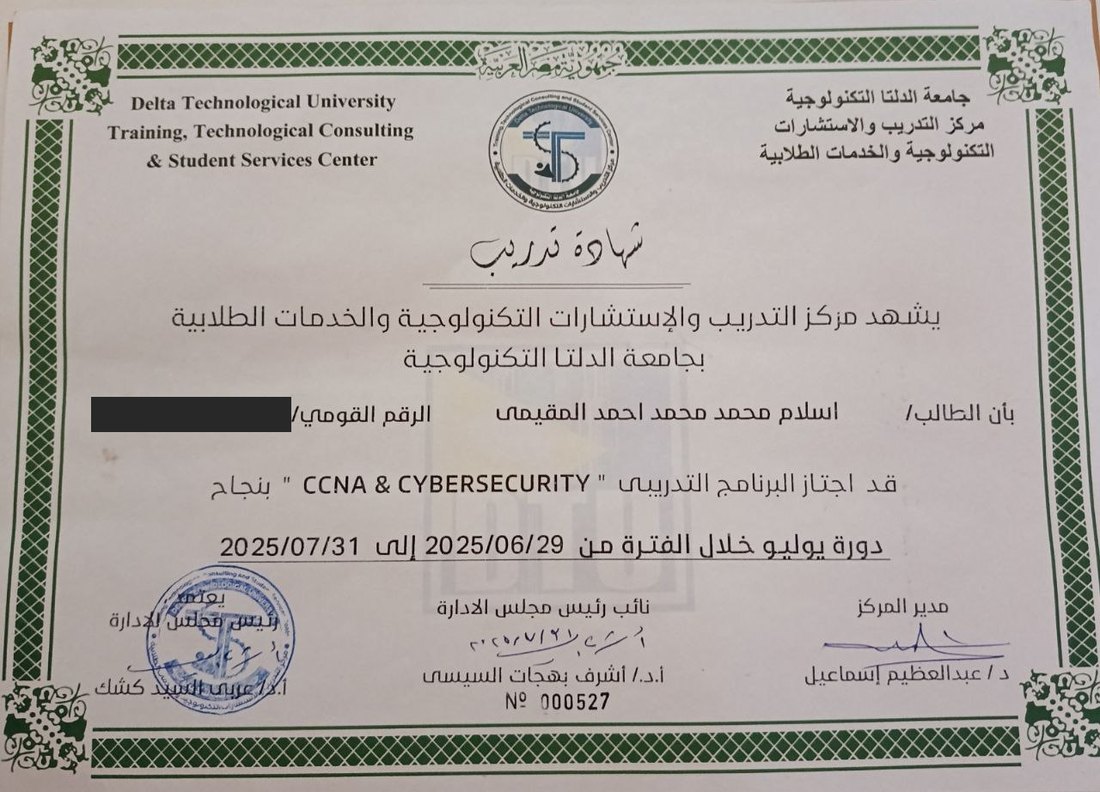 جمهورية مصر العربية
Delta Technological University
Training, Technological Consulting
& Student Services Center
جامعة الدلتا التكنولوجية
مركز التدريب والاستشارات
التكنولوجية والخدمات الطلابية
شهادة تدريب
يشهد مركز التدريب والإستشارات التكنولوجية والخدمات الطلابية
بجامعة الدلتا التكنولوجية
بأن الطالب/ اسلام محمد محمد احمد المقيمى الرقم القومي/
قد اجتاز البرنامج التدريبى " CCNA & CYBERSECURITY " بنجاح
دورة يوليو خلال الفترة من 2025/06/29 إلى 2025/07/31
مدير المركز
د/ عبدالعظيم إسماعيل
نائب رئيس مجلس الادارة
أ.د./ أشرف بهجات السيسى
يعتمد
رئيس مجلس الادارة
أ.د/ عربى السيد كشك
Nº 000527